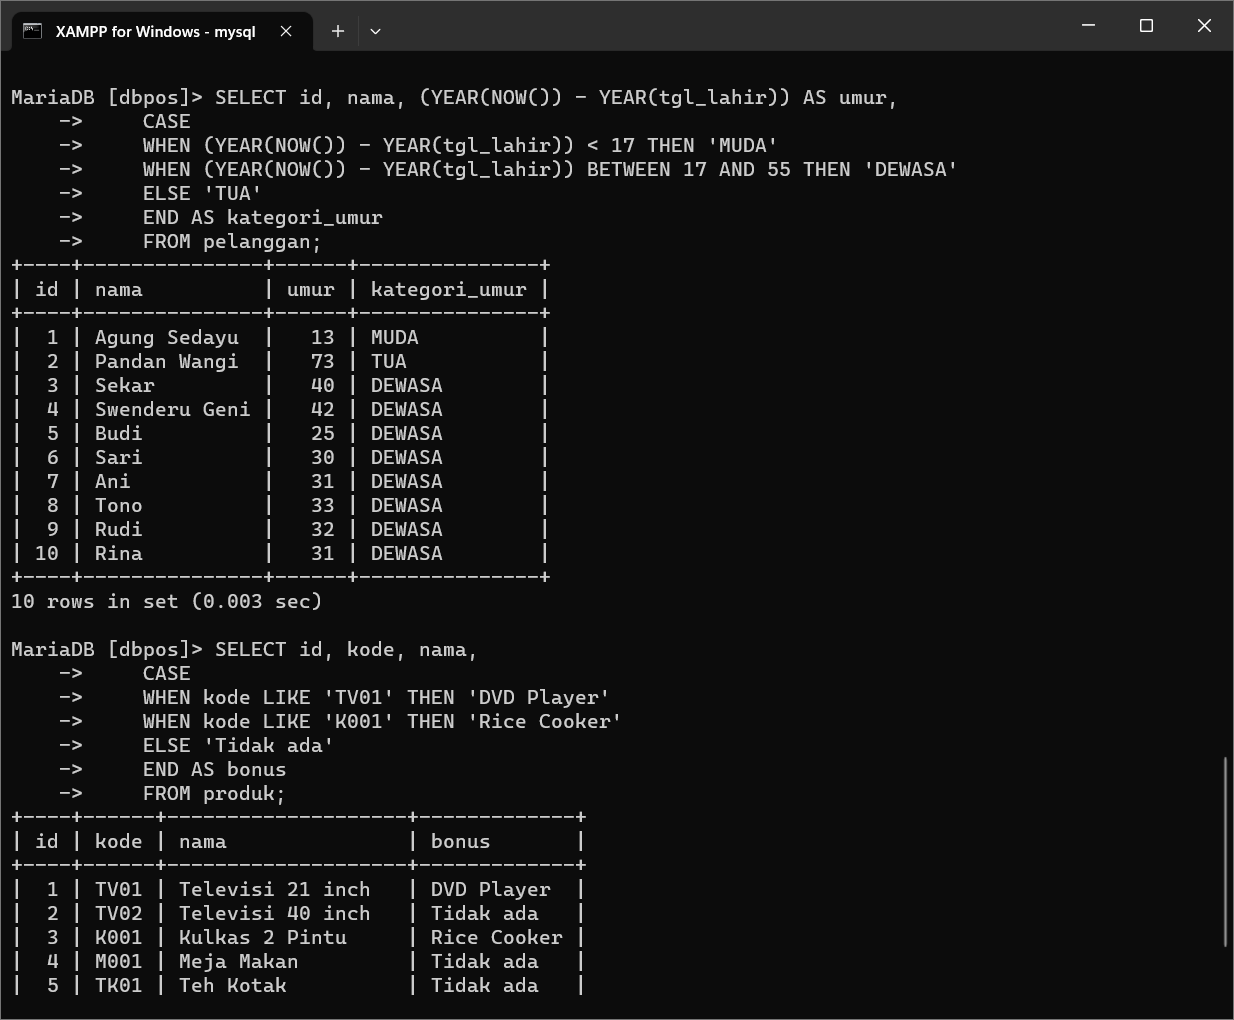 XAMPP for Windows - mysql
MariaDB [dbpos]> SELECT id, nama, (YEAR(NOW()) - YEAR(tgl_lahir)) AS umur,
    ->     CASE
    ->     WHEN (YEAR(NOW()) - YEAR(tgl_lahir)) < 17 THEN 'MUDA'
    ->     WHEN (YEAR(NOW()) - YEAR(tgl_lahir)) BETWEEN 17 AND 55 THEN 'DEWASA'
    ->     ELSE 'TUA'
    ->     END AS kategori_umur
    ->     FROM pelanggan;
+----+---------------+------+---------------+
| id | nama          | umur | kategori_umur |
+----+---------------+------+---------------+
|  1 | Agung Sedayu  |   13 | MUDA          |
|  2 | Pandan Wangi  |   73 | TUA           |
|  3 | Sekar         |   40 | DEWASA        |
|  4 | Swenderu Geni |   42 | DEWASA        |
|  5 | Budi          |   25 | DEWASA        |
|  6 | Sari          |   30 | DEWASA        |
|  7 | Ani           |   31 | DEWASA        |
|  8 | Tono          |   33 | DEWASA        |
|  9 | Rudi          |   32 | DEWASA        |
| 10 | Rina          |   31 | DEWASA        |
+----+---------------+------+---------------+
10 rows in set (0.003 sec)
MariaDB [dbpos]> SELECT id, kode, nama,
    ->     CASE
    ->     WHEN kode LIKE 'TV01' THEN 'DVD Player'
    ->     WHEN kode LIKE 'K001' THEN 'Rice Cooker'
    ->     ELSE 'Tidak ada'
    ->     END AS bonus
    ->     FROM produk;
+----+------+--------------------+-------------+
| id | kode | nama               | bonus       |
+----+------+--------------------+-------------+
|  1 | TV01 | Televisi 21 inch   | DVD Player  |
|  2 | TV02 | Televisi 40 inch   | Tidak ada   |
|  3 | K001 | Kulkas 2 Pintu     | Rice Cooker |
|  4 | M001 | Meja Makan         | Tidak ada   |
|  5 | TK01 | Teh Kotak          | Tidak ada   |